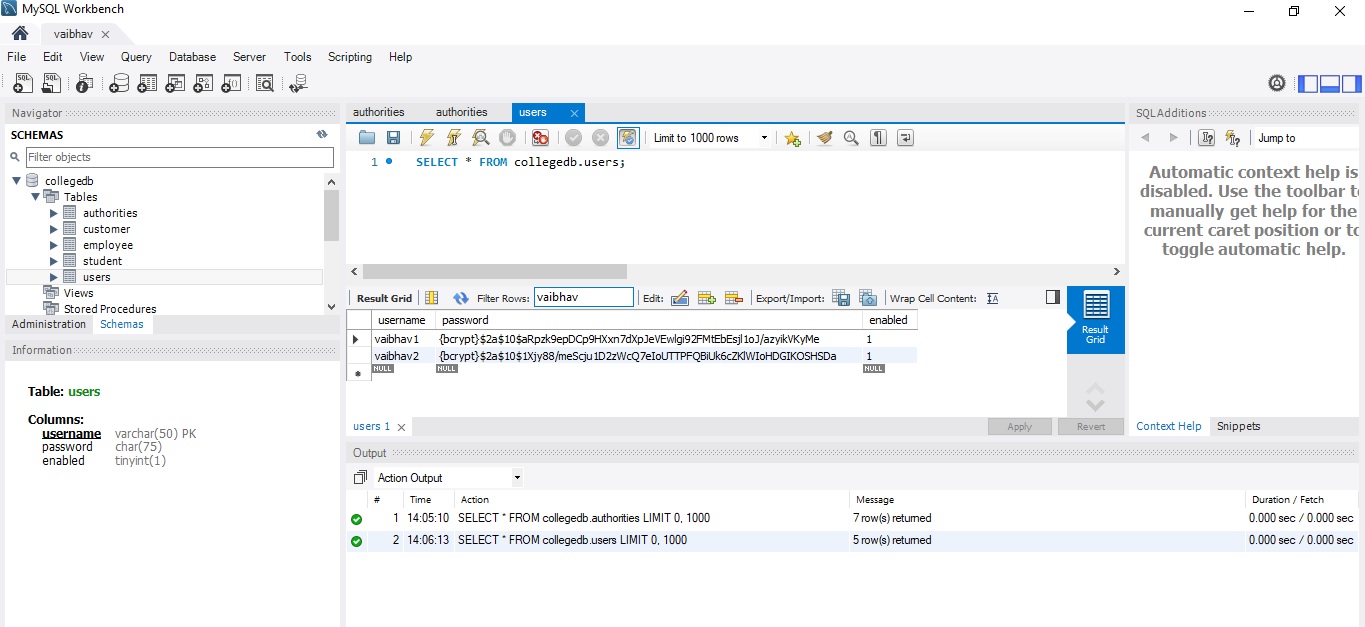 MySQL Workbench
vaibhav
File Edit View Query Database Server Tools Scripting Help
Navigator
SCHEMAS
Filter objects
collegedb
Tables
authorities
customer
employee
student
users
Views
Stored Procedures
Administration Schemas
Information
Table: users
Columns:
username varchar(50) PK
password char(75)
enabled tinyint(1)
authorities authorities users
Limit to 1000 rows
1 SELECT * FROM collegedb.users;
Result Grid Filter Rows: vaibhav Edit: Export/Import: Wrap Cell Content:
username password enabled
vaibhav1 {bcrypt}$2a$10$aRpzk9epDCp9HXxn7dXpJeVEwlgi92FMtEbEsjl1oJ/azyikVKyMe 1
vaibhav2 {bcrypt}$2a$10$1Xjy88/meScju1D2zWcQ7eIoUTTPFQBiUk6cZKlWIoHDGIKOSHSDa 1
NULL NULL NULL
Result
Grid
users 1 Apply Revert
Output
Action Output
# Time Action Message Duration / Fetch
1 14:05:10 SELECT * FROM collegedb.authorities LIMIT 0, 1000 7 row(s) returned 0.000 sec / 0.000 sec
2 14:06:13 SELECT * FROM collegedb.users LIMIT 0, 1000 5 row(s) returned 0.000 sec / 0.000 sec
SQLAdditions
Jump to
Automatic context help is
disabled. Use the toolbar t
manually get help for the
current caret position or to
toggle automatic help.
Context Help Snippets